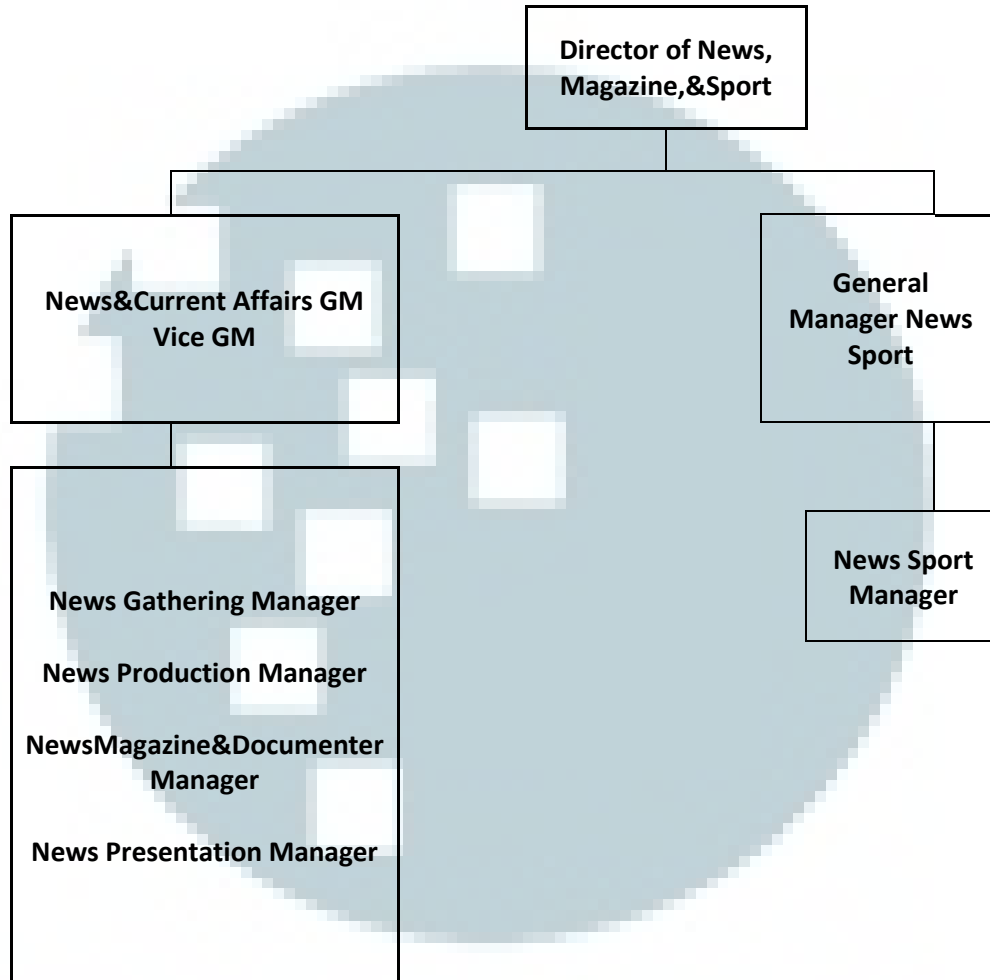 Director of News,
Magazine,&Sport
News&Current Affairs GM
Vice GM
General
Manager News
Sport
News Gathering Manager
News Production Manager
NewsMagazine&Documenter
Manager
News Presentation Manager
News Sport
Manager